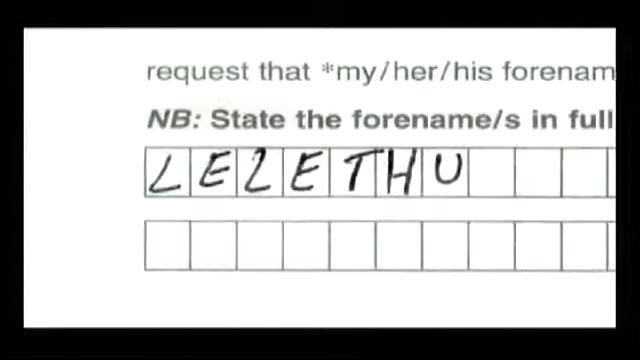 request that *my/her/his forenam
NB: State the forename/s in full
LELETHU